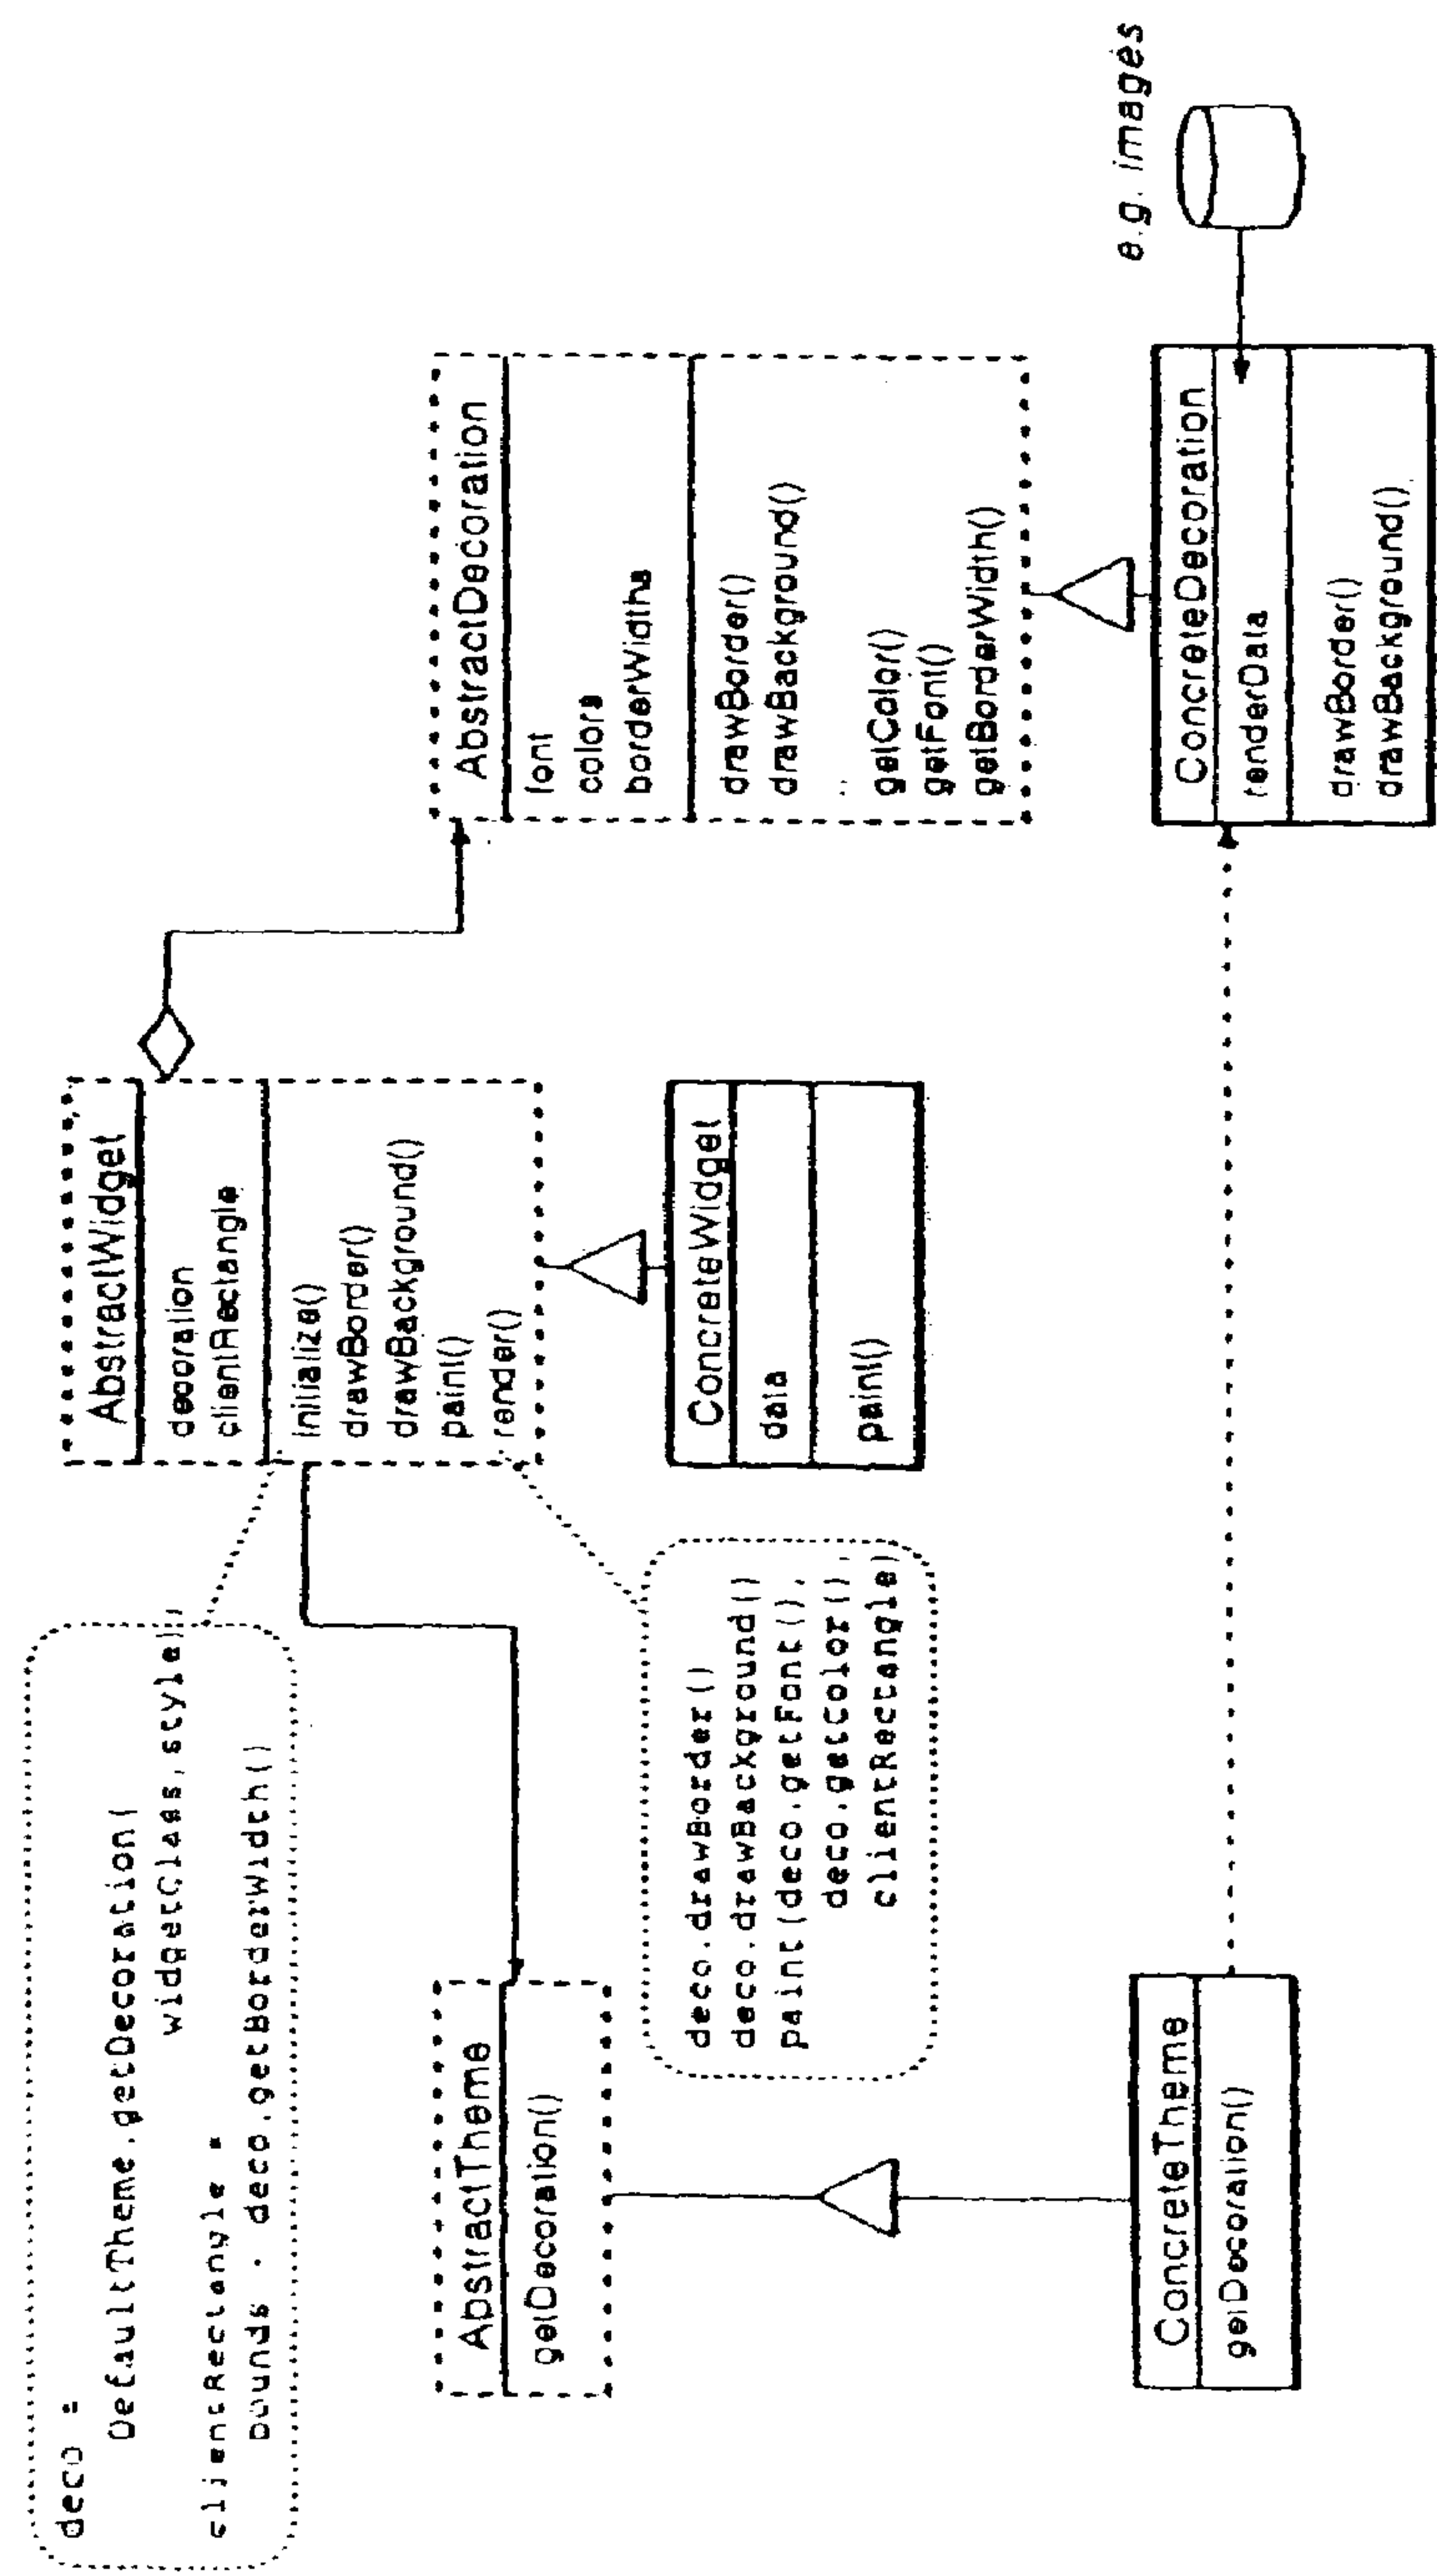 deco =
DefaultTheme.getDecoration(
widgetClass,style);
clientRectangle =
bounds - deco.getBorderWidth()
AbstractWidget
decoration
clientRectangle
initialize()
drawBorder()
drawBackground()
paint()
render()
AbstractTheme
getDecoration()
deco.drawBorder()
deco.drawBackground()
paint(deco.getFont(),
deco.getColor(),
clientRectangle)
ConcreteWidget
data
paint()
AbstractDecoration
font
colors
borderWidths
drawBorder()
drawBackground()
..
getColor()
getFont()
getBorderWidth()
ConcreteTheme
getDecoration()
ConcreteDecoration
renderData
drawBorder()
drawBackground()
e.g. images